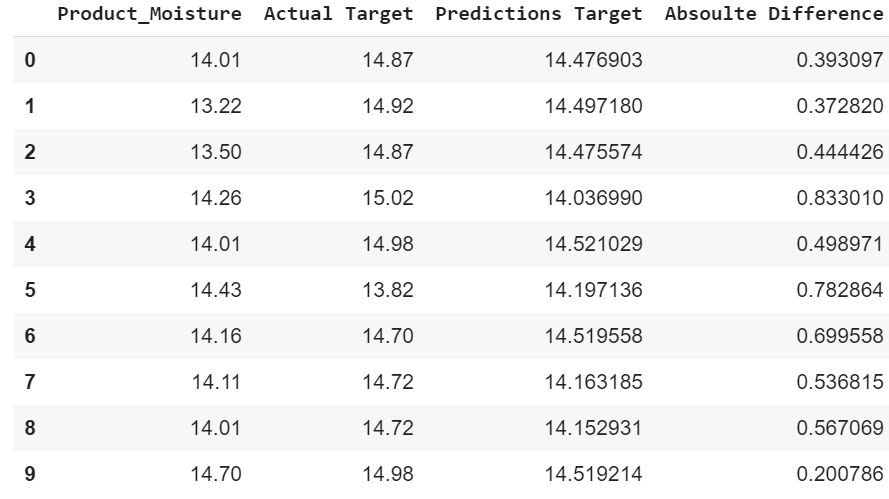 Product_Moisture Actual Target Predictions Target Absoulte Difference
0 14.01 14.87 14.476903 0.393097
1 13.22 14.92 14.497180 0.372820
2 13.50 14.87 14.475574 0.444426
3 14.26 15.02 14.036990 0.833010
4 14.01 14.98 14.521029 0.498971
5 14.43 13.82 14.197136 0.782864
6 14.16 14.70 14.519558 0.699558
7 14.11 14.72 14.163185 0.536815
8 14.01 14.72 14.152931 0.567069
9 14.70 14.98 14.519214 0.200786